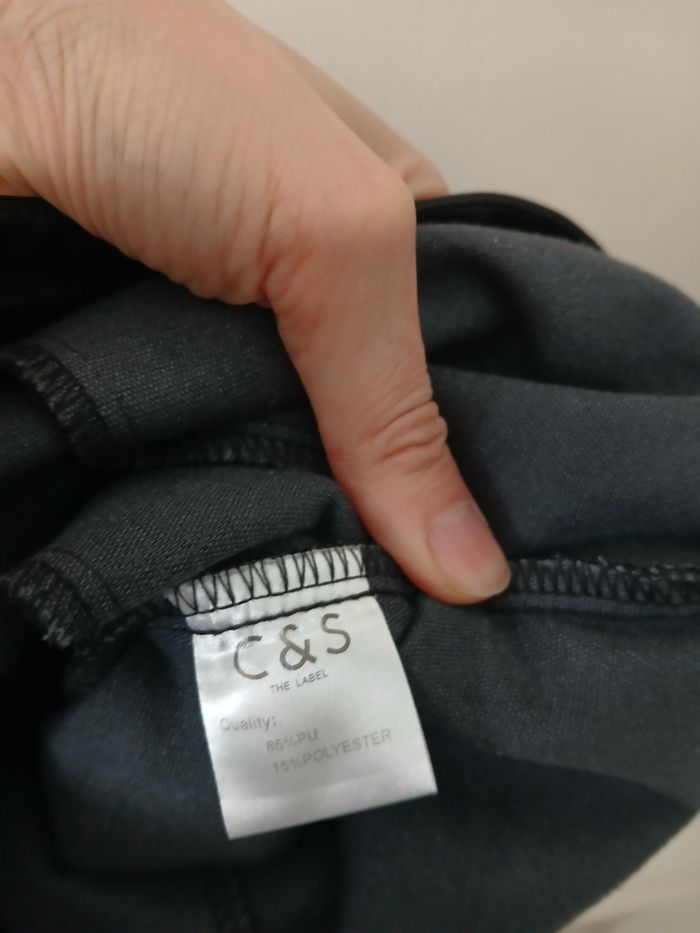 C & S
THE LABEL
Quality:
85%PU
15%POLYESTER